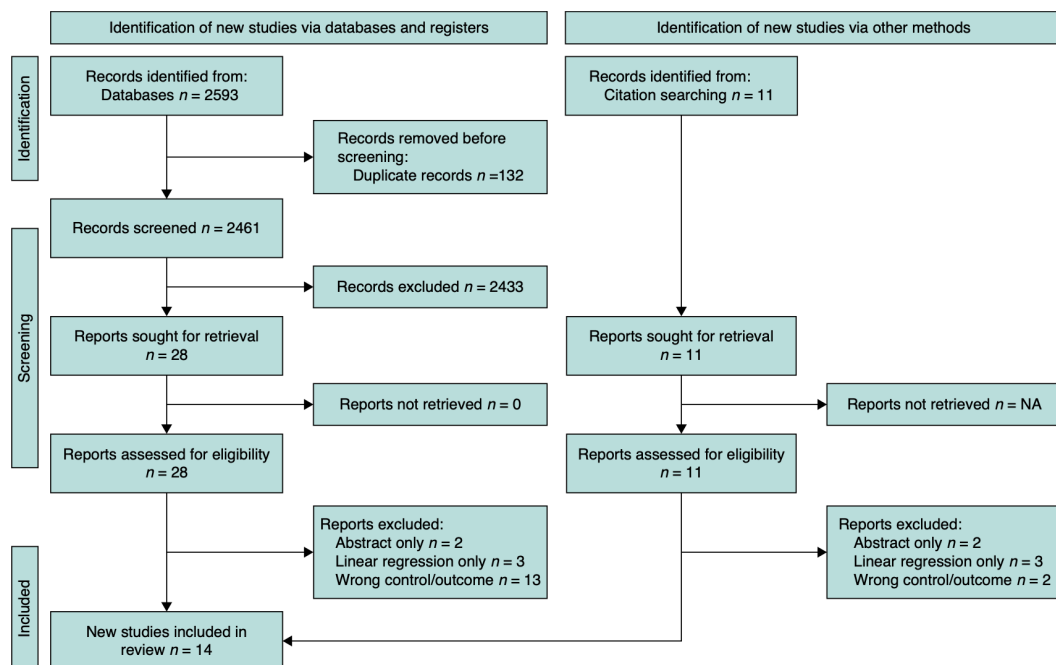 Identification of new studies via databases and registers
Identification of new studies via other methods
Identification
Records identified from:
Databases n = 2593
Records identified from:
Citation searching n = 11
Records removed before
screening:
Duplicate records n =132
Screening
Records screened n = 2461
Records excluded n = 2433
Reports sought for retrieval
n = 28
Reports sought for retrieval
n = 11
Reports not retrieved n = 0
Reports not retrieved n = NA
Reports assessed for eligibility
n = 28
Reports assessed for eligibility
n = 11
Reports excluded:
Abstract only n = 2
Linear regression only n = 3
Wrong control/outcome n = 13
Reports excluded:
Abstract only n = 2
Linear regression only n = 3
Wrong control/outcome n = 2
Included
New studies included in
review n = 14